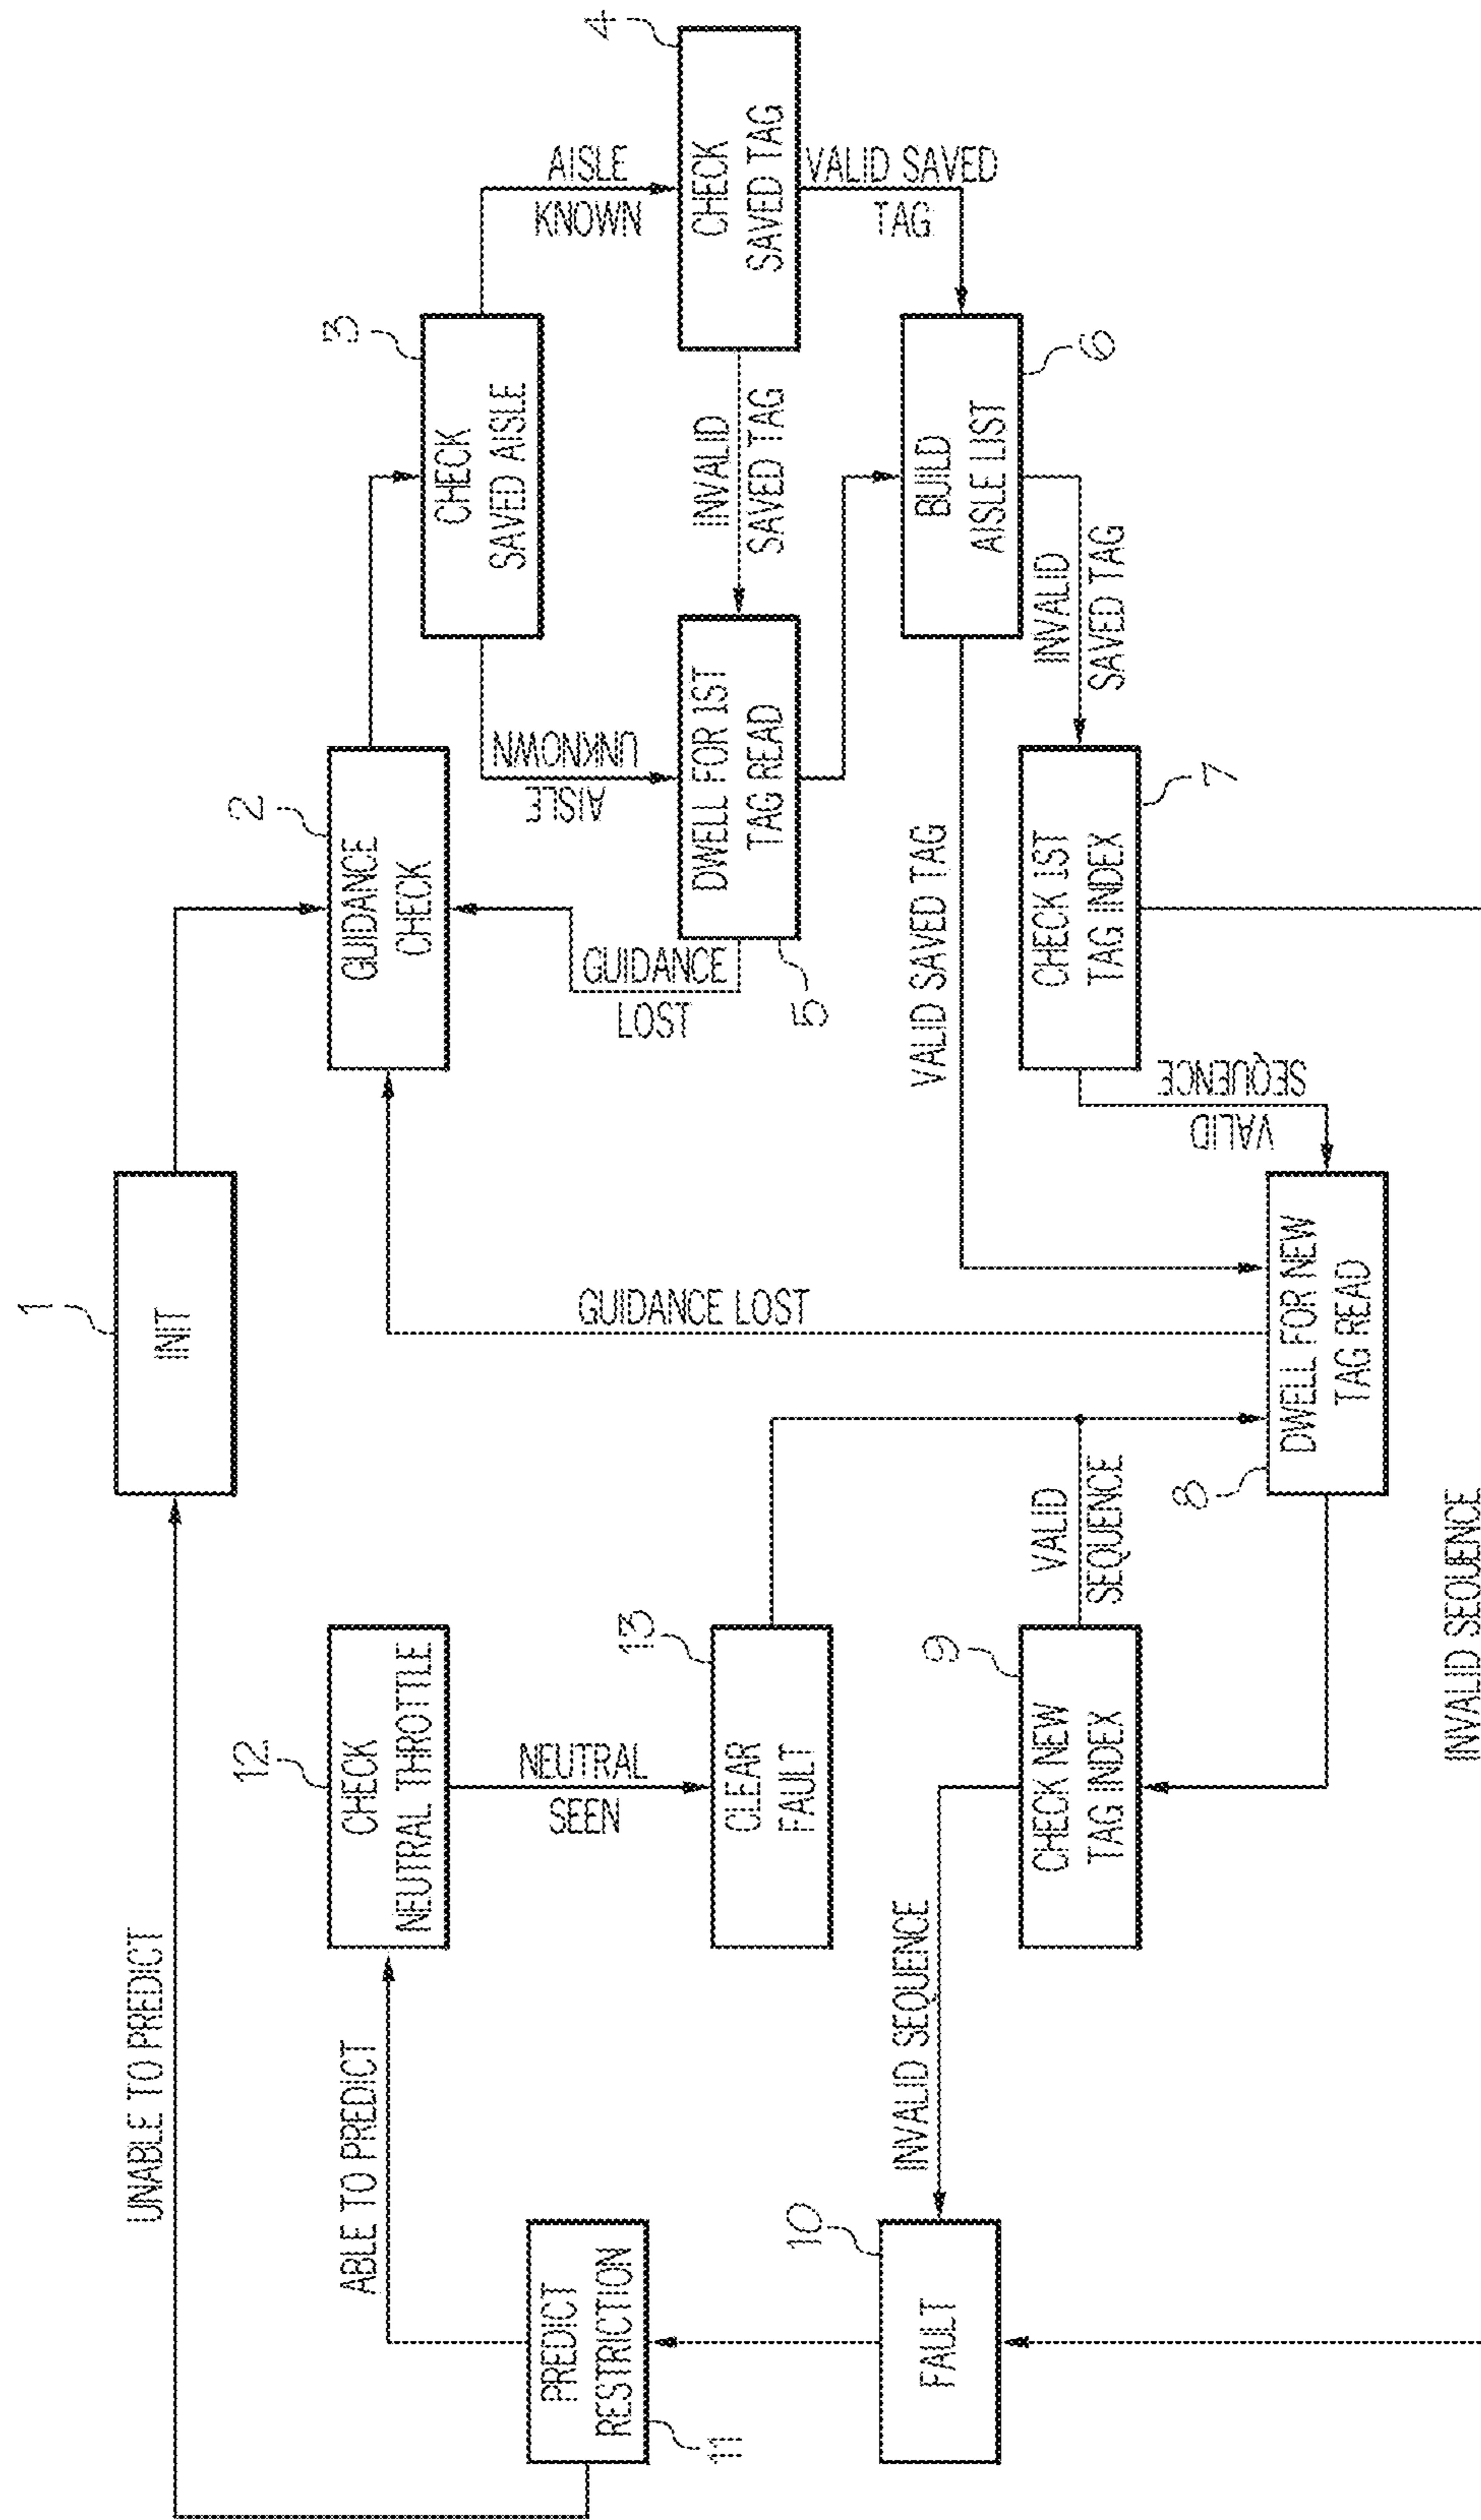 1
INIT
UNABLE TO PREDICT
2
GUIDANCE
CHECK
3
CHECK
SAVED AISLE
AISLE
KNOWN
4
CHECK
SAVED TAG
UNKNOWN
AISLE
INVALID
SAVED TAG
VALID SAVED
TAG
DWELL FOR 1ST
TAG READ
5
GUIDANCE
LOST
6
BUILD
AISLE LIST
INVALID
SAVED TAG
VALID SAVED TAG
7
CHECK 1ST
TAG INDEX
SEQUENCE
VALID
INVALID SEQUENCE
GUIDANCE LOST
8
DWELL FOR NEW
TAG READ
VALID
SEQUENCE
9
CHECK NEW
TAG INDEX
INVALID SEQUENCE
10
FAULT
PREDICT
RESTRICTION
11
ABLE TO PREDICT
12
CHECK
NEUTRAL THROTTLE
NEUTRAL
SEEN
13
CLEAR
FAULT